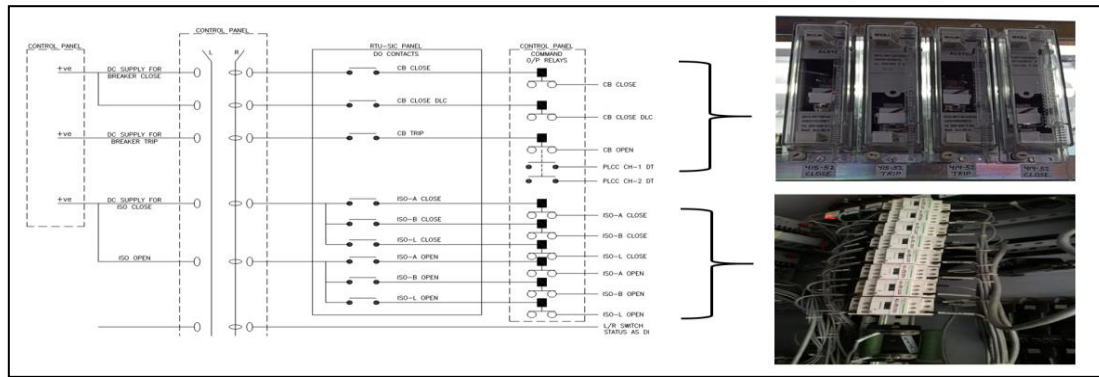 CONTROL PANEL
CONTROL PANEL
L R
RTU-SIC PANEL
DO CONTACTS
CONTROL PANEL
COMMAND
O/P RELAYS
+ve DC SUPPLY FOR
BREAKER CLOSE
CB CLOSE
CB CLOSE
CB CLOSE DLC
CB CLOSE DLC
+ve DC SUPPLY FOR
BREAKER TRIP
CB TRIP
CB OPEN
PLCC CH-1 DT
PLCC CH-2 DT
+ve DC SUPPLY FOR
ISO CLOSE
ISO-A CLOSE
ISO-A CLOSE
ISO-B CLOSE
ISO-B CLOSE
ISO-L CLOSE
ISO-L CLOSE
ISO OPEN
ISO-A OPEN
ISO-A OPEN
ISO-B OPEN
ISO-B OPEN
ISO-L OPEN
ISO-L OPEN
L/R SWITCH
STATUS AS DI
CLOSE
TRIP
TRIP
CLOSE